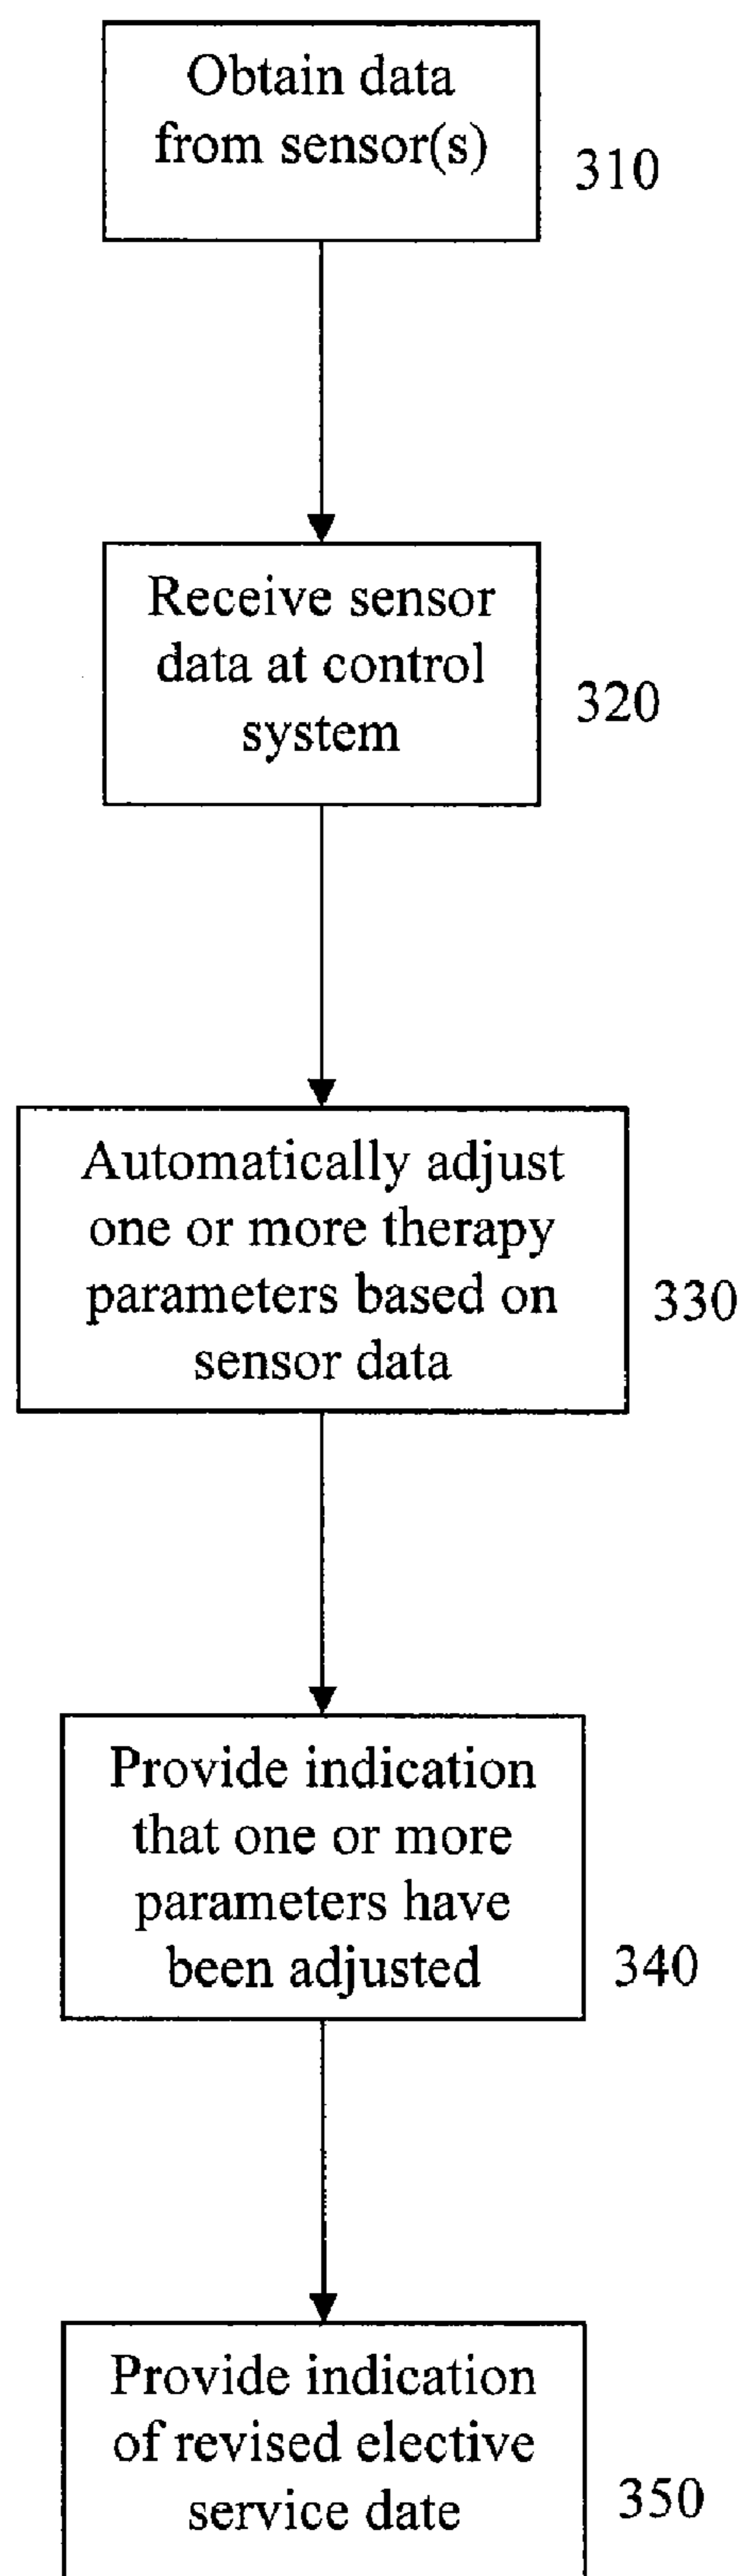 Obtain data
from sensor(s)
310
Receive sensor
data at control
system
320
Automatically adjust
one or more therapy
parameters based on
sensor data
330
Provide indication
that one or more
parameters have
been adjusted
340
Provide indication
of revised elective
service date
350